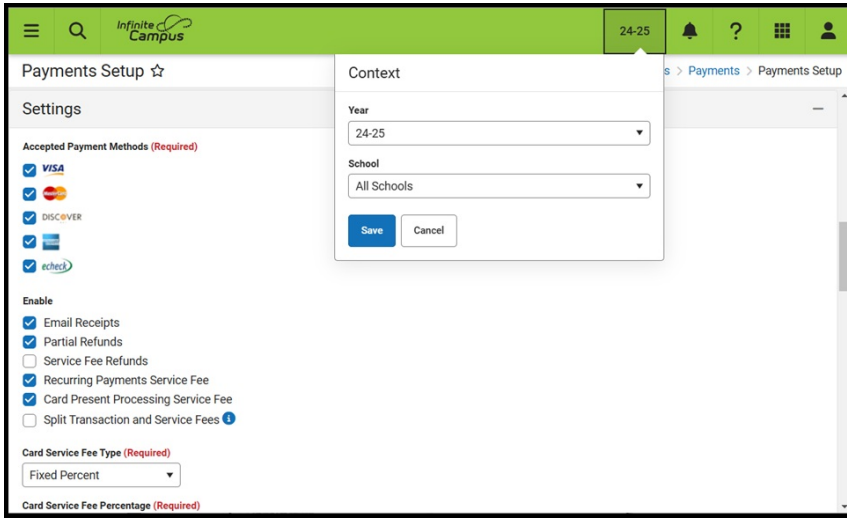 Infinite Campus
24-25
Payments Setup
s > Payments > Payments Setup
Context
Year
24-25
School
All Schools
Save
Cancel
Settings
Accepted Payment Methods (Required)
VISA
MasterCard
DISCOVER
echeck
Enable
Email Receipts
Partial Refunds
Service Fee Refunds
Recurring Payments Service Fee
Card Present Processing Service Fee
Split Transaction and Service Fees
Card Service Fee Type (Required)
Fixed Percent
Card Service Fee Percentage (Required)